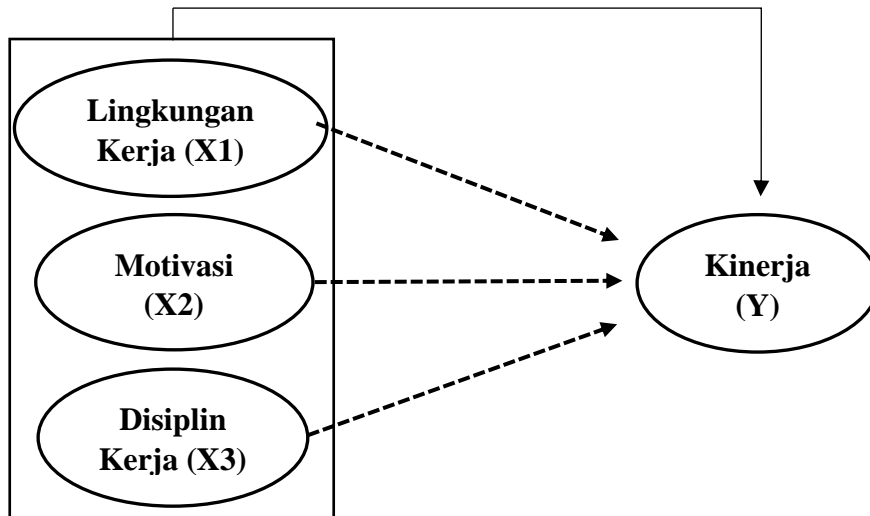 Lingkungan
Kerja (X1)
Motivasi
(X2)
Disiplin
Kerja (X3)
Kinerja
(Y)